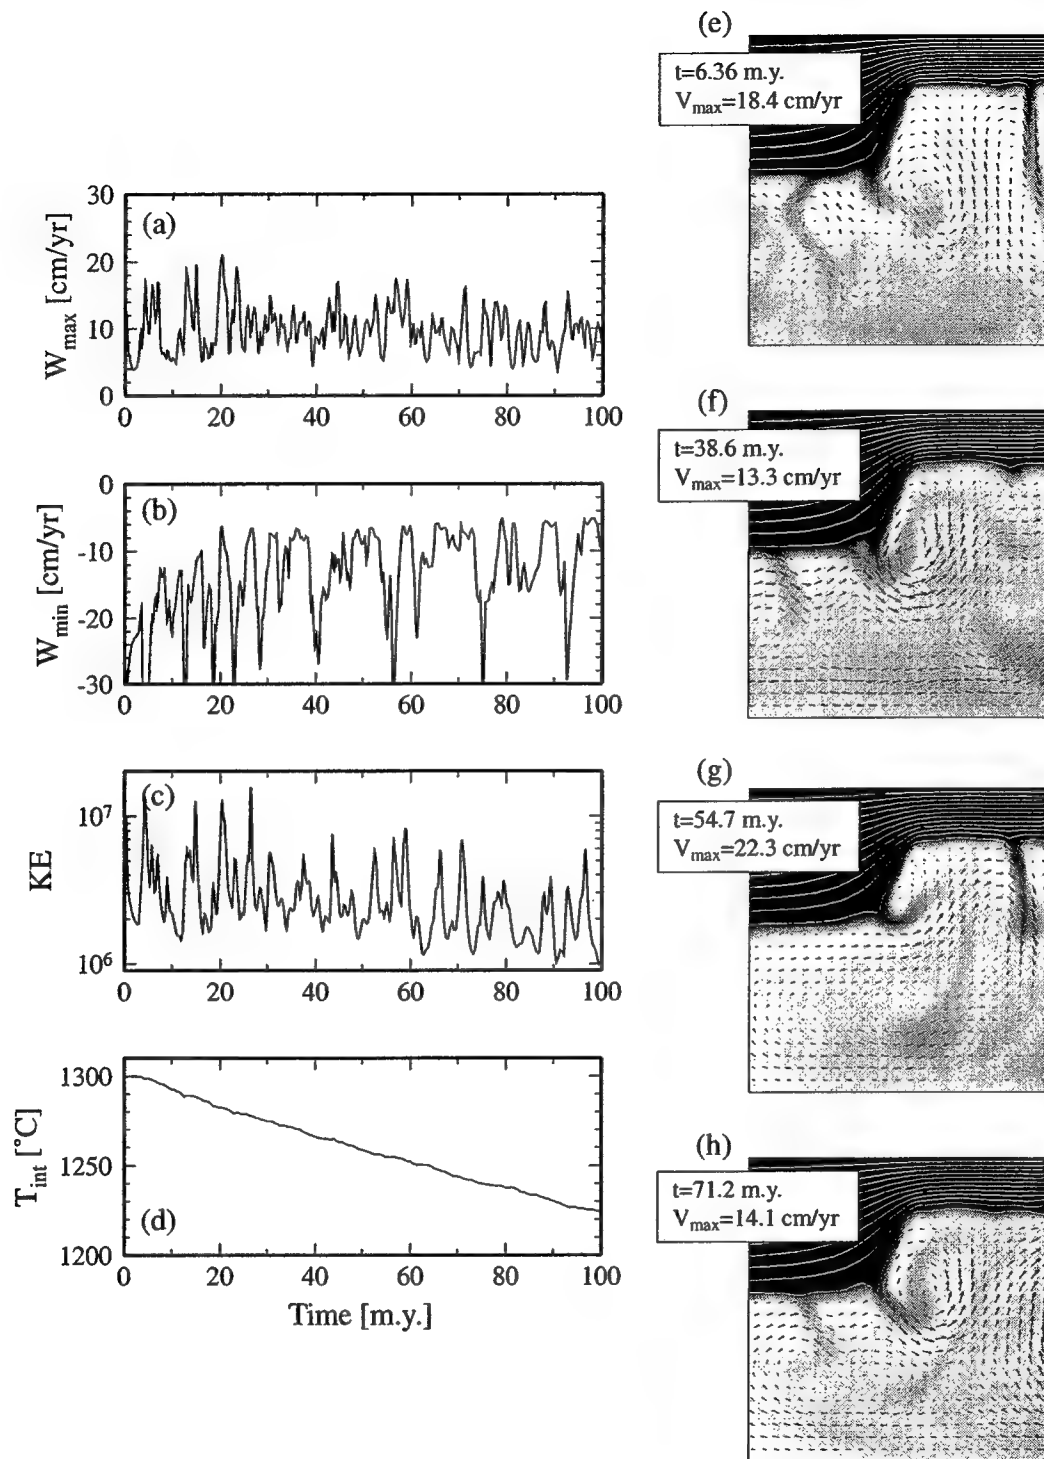 (a)
W_max [cm/yr]
30
20
10
0
0 20 40 60 80 100
(b)
W_min [cm/yr]
0
-10
-20
-30
0 20 40 60 80 100
(c)
KE
10^7
10^6
0 20 40 60 80 100
(d)
T_int [°C]
1300
1250
1200
0 20 40 60 80 100
Time [m.y.]
(e)
t=6.36 m.y.
V_max=18.4 cm/yr
(f)
t=38.6 m.y.
V_max=13.3 cm/yr
(g)
t=54.7 m.y.
V_max=22.3 cm/yr
(h)
t=71.2 m.y.
V_max=14.1 cm/yr